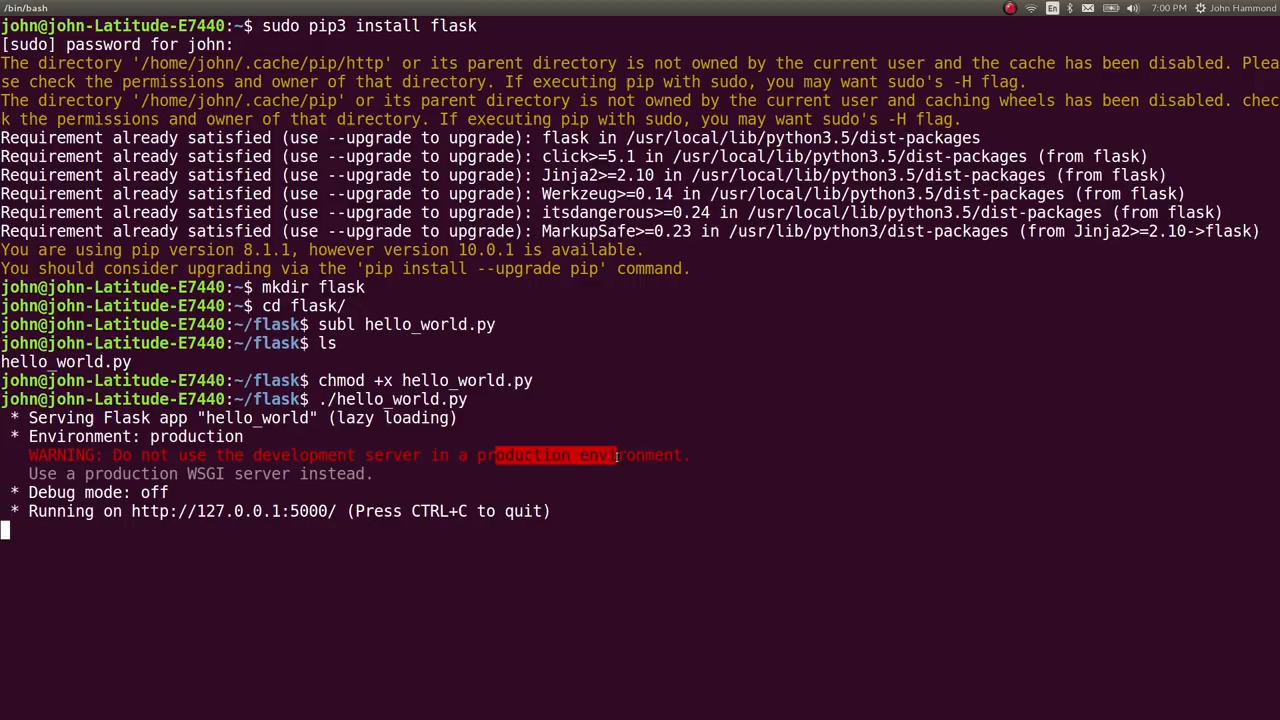 /bin/bash
En
7:00 PM
John Hammond
john@john-Latitude-E7440:~$ sudo pip3 install flask
[sudo] password for john:
The directory '/home/john/.cache/pip/http' or its parent directory is not owned by the current user and the cache has been disabled. Plea
se check the permissions and owner of that directory. If executing pip with sudo, you may want sudo's -H flag.
The directory '/home/john/.cache/pip' or its parent directory is not owned by the current user and caching wheels has been disabled. chec
k the permissions and owner of that directory. If executing pip with sudo, you may want sudo's -H flag.
Requirement already satisfied (use --upgrade to upgrade): flask in /usr/local/lib/python3.5/dist-packages
Requirement already satisfied (use --upgrade to upgrade): click>=5.1 in /usr/local/lib/python3.5/dist-packages (from flask)
Requirement already satisfied (use --upgrade to upgrade): Jinja2>=2.10 in /usr/local/lib/python3.5/dist-packages (from flask)
Requirement already satisfied (use --upgrade to upgrade): Werkzeug>=0.14 in /usr/local/lib/python3.5/dist-packages (from flask)
Requirement already satisfied (use --upgrade to upgrade): itsdangerous>=0.24 in /usr/local/lib/python3.5/dist-packages (from flask)
Requirement already satisfied (use --upgrade to upgrade): MarkupSafe>=0.23 in /usr/lib/python3/dist-packages (from Jinja2>=2.10->flask)
You are using pip version 8.1.1, however version 10.0.1 is available.
You should consider upgrading via the 'pip install --upgrade pip' command.
john@john-Latitude-E7440:~$ mkdir flask
john@john-Latitude-E7440:~$ cd flask/
john@john-Latitude-E7440:~/flask$ subl hello_world.py
john@john-Latitude-E7440:~/flask$ ls
hello_world.py
john@john-Latitude-E7440:~/flask$ chmod +x hello_world.py
john@john-Latitude-E7440:~/flask$ ./hello_world.py
 * Serving Flask app "hello_world" (lazy loading)
 * Environment: production
   WARNING: Do not use the development server in a production environment.
   Use a production WSGI server instead.
 * Debug mode: off
 * Running on http://127.0.0.1:5000/ (Press CTRL+C to quit)